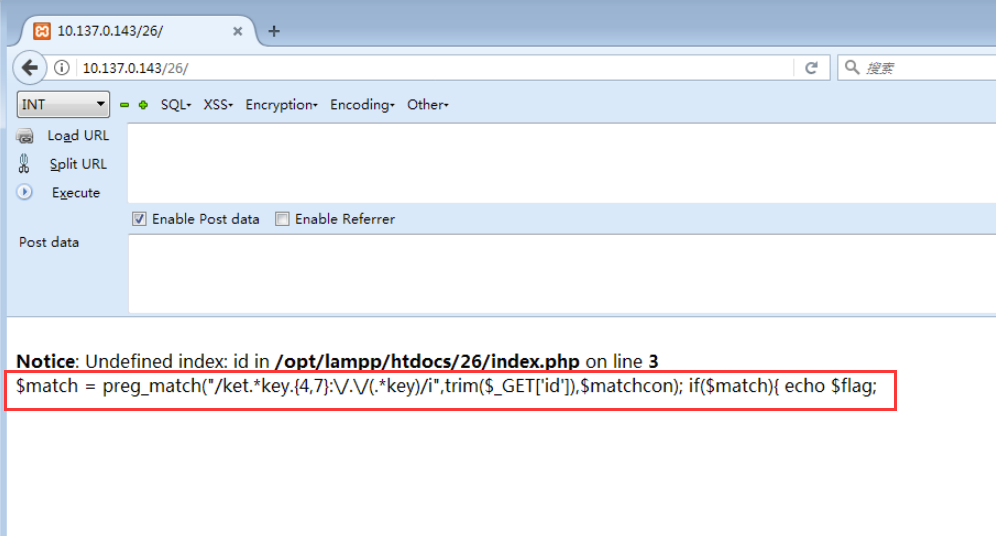 10.137.0.143/26/
10.137.0.143/26/
搜索
INT SQL XSS Encryption Encoding Other
Load URL
Split URL
Execute
Enable Post data Enable Referrer
Post data
Notice: Undefined index: id in /opt/lampp/htdocs/26/index.php on line 3
$match = preg_match("/ket.*key.{4,7}:\/.\/(.*key)/i",trim($_GET['id']),$matchcon); if($match){ echo $flag;